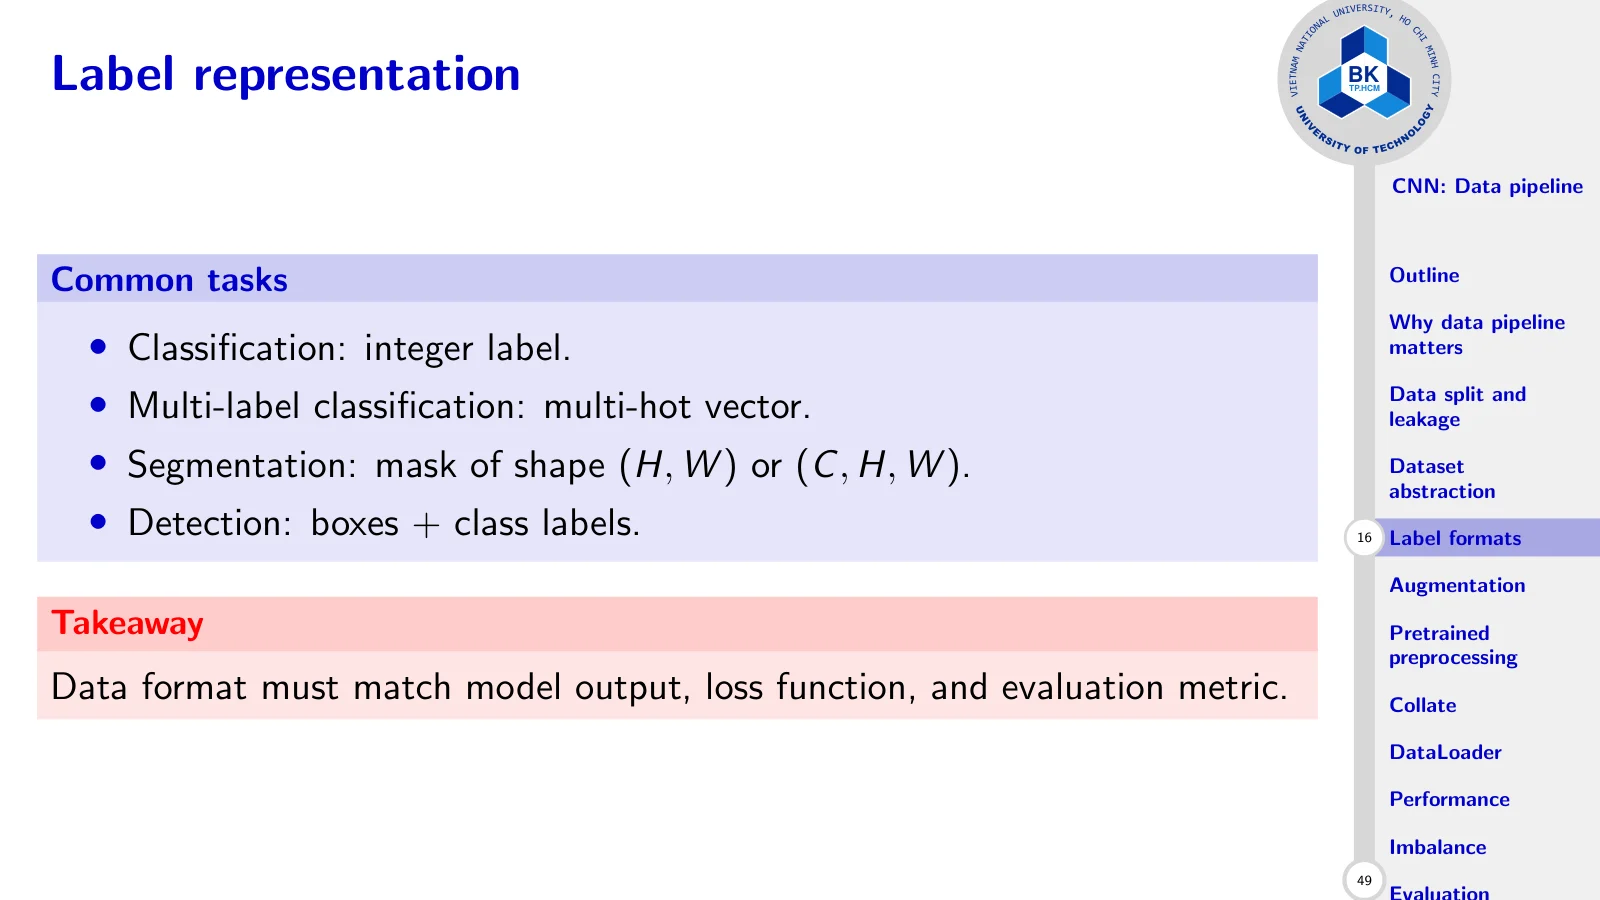 Label representation
VIETNAM NATIONAL UNIVERSITY, HO CHI MINH CITY
BK
TP.HCM
UNIVERSITY OF TECHNOLOGY
Common tasks
• Classification: integer label.
• Multi-label classification: multi-hot vector.
• Segmentation: mask of shape (H, W) or (C, H, W).
• Detection: boxes + class labels.
Takeaway
Data format must match model output, loss function, and evaluation metric.
CNN: Data pipeline
Outline
Why data pipeline
matters
Data split and
leakage
Dataset
abstraction
16 Label formats
Augmentation
Pretrained
preprocessing
Collate
DataLoader
Performance
Imbalance
49
Evaluation